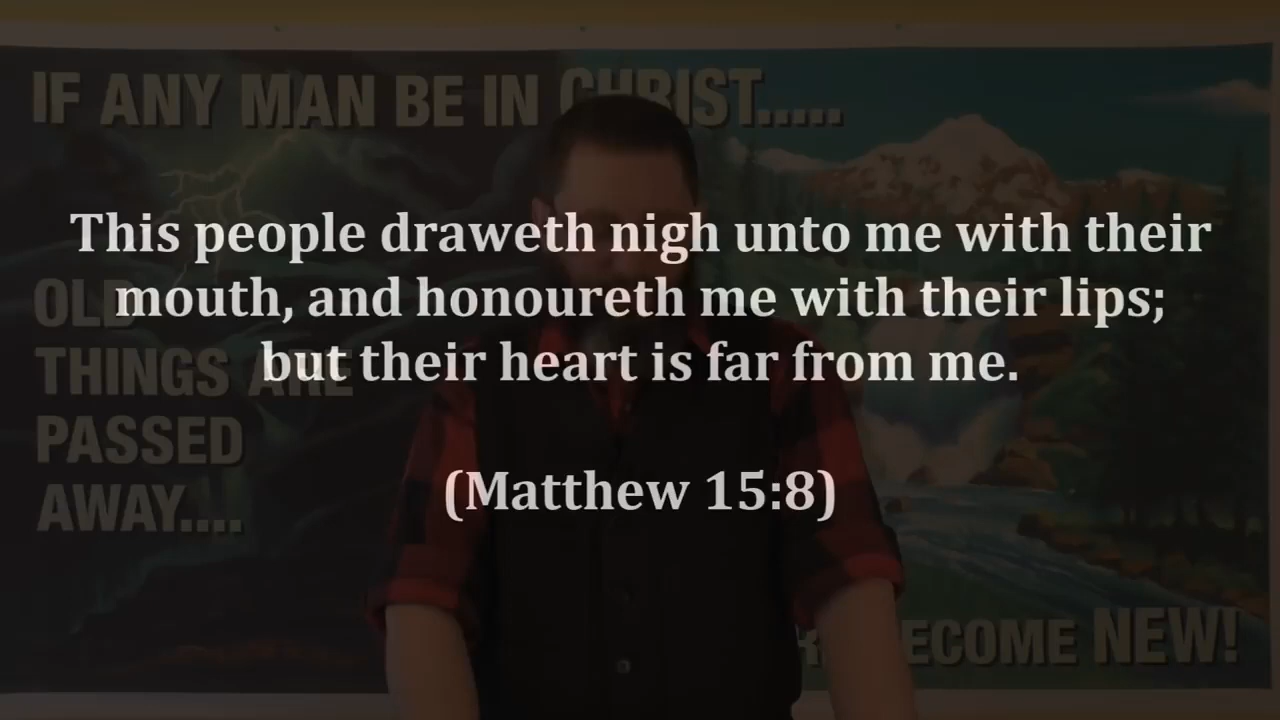 IF ANY MAN BE IN CHRIST.....
This people draweth nigh unto me with their
mouth, and honoureth me with their lips;
but their heart is far from me.
(Matthew 15:8)
OLD
THINGS ARE
PASSED
AWAY....
NEW!